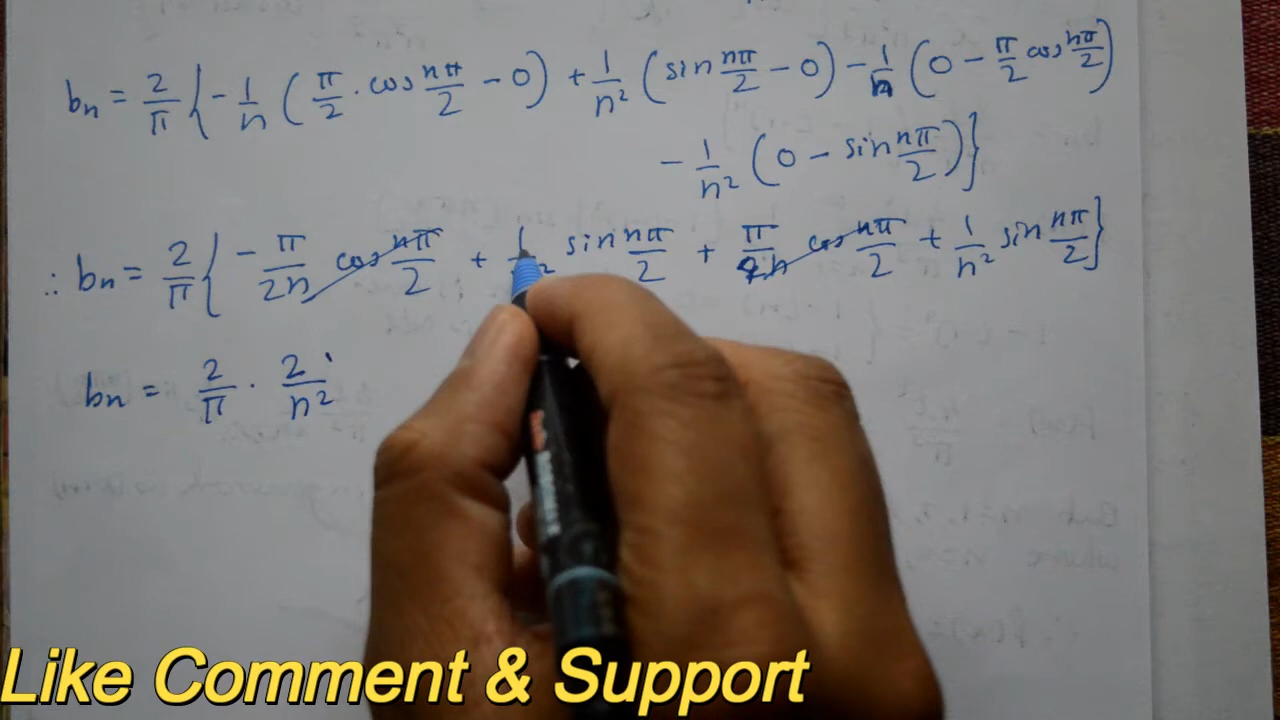 bn = 2/π { - 1/n ( π/2 . cos nπ/2 - 0 ) + 1/n² ( sin nπ/2 - 0 ) - 1/n ( 0 - π/2 cos nπ/2 )
- 1/n² ( 0 - sin nπ/2 ) }
∴ bn = 2/π { - π/2n cos nπ/2 + 1/n² sin nπ/2 + π/2n cos nπ/2 + 1/n² sin nπ/2 }
bn = 2/π . 2/n²
Like Comment & Support